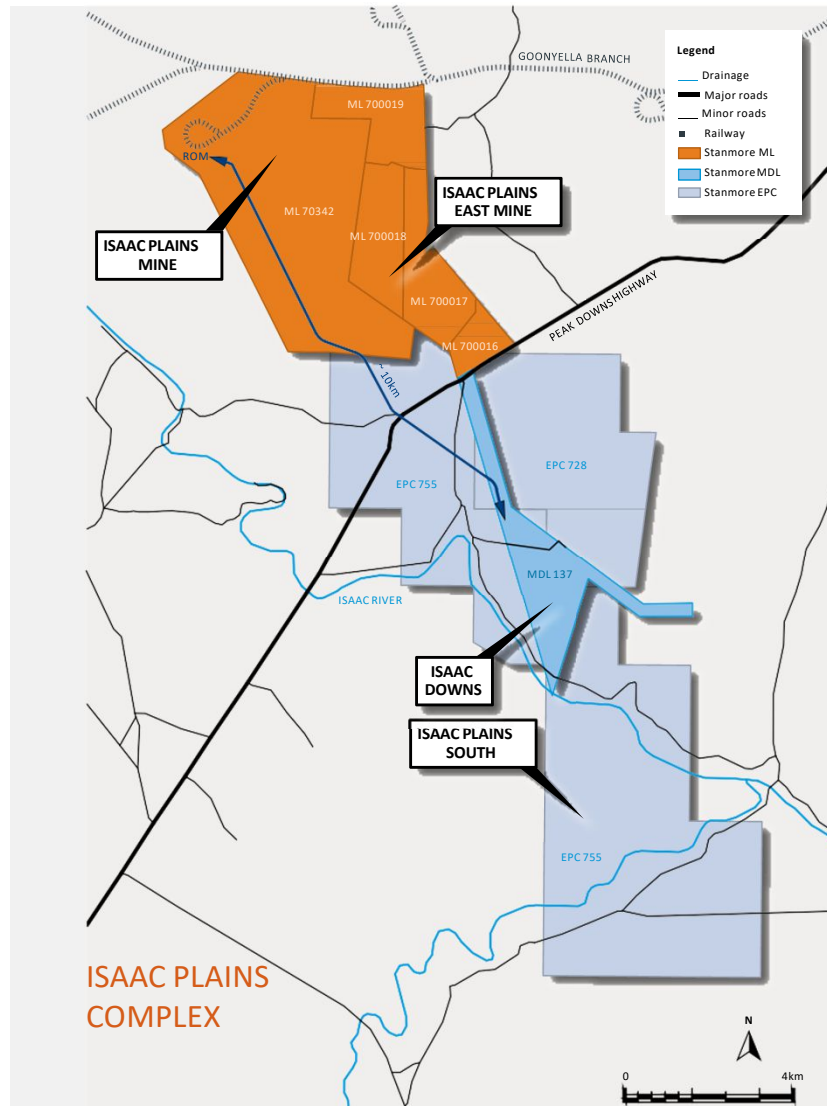 GOONYELLA BRANCH
Legend
Drainage
Major roads
Minor roads
Railway
Stanmore ML
Stanmore MDL
Stanmore EPC
ML 700019
ROM
ISAAC PLAINS
EAST MINE
ML 70342
ML 700018
ISAAC PLAINS
MINE
ML 700017
PEAK DOWNS HIGHWAY
ML 700016
~ 10km
EPC 728
EPC 755
MDL 137
ISAAC RIVER
ISAAC
DOWNS
ISAAC PLAINS
SOUTH
EPC 755
ISAAC PLAINS
COMPLEX
N
0 4km